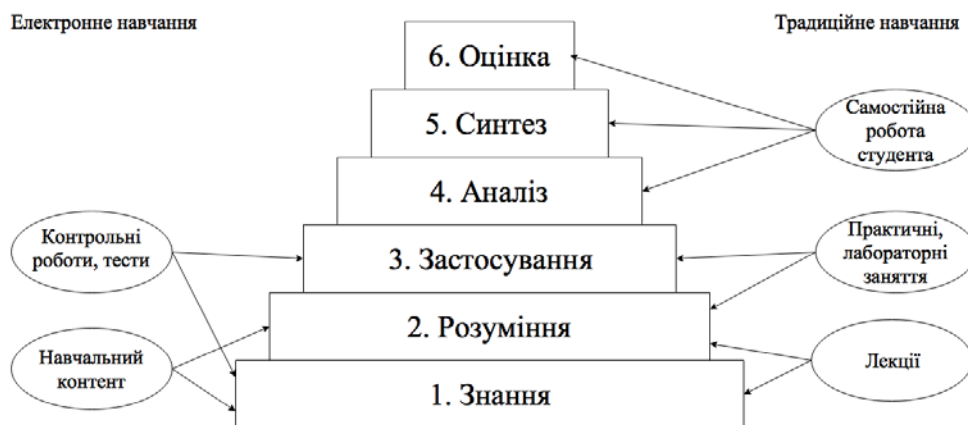 Електронне навчання
Традиційне навчання
6. Оцінка
5. Синтез
Самостійна
робота
студента
4. Аналіз
Контрольні
роботи, тести
3. Застосування
Практичні,
лабораторні
заняття
2. Розуміння
Навчальний
контент
Лекції
1. Знання